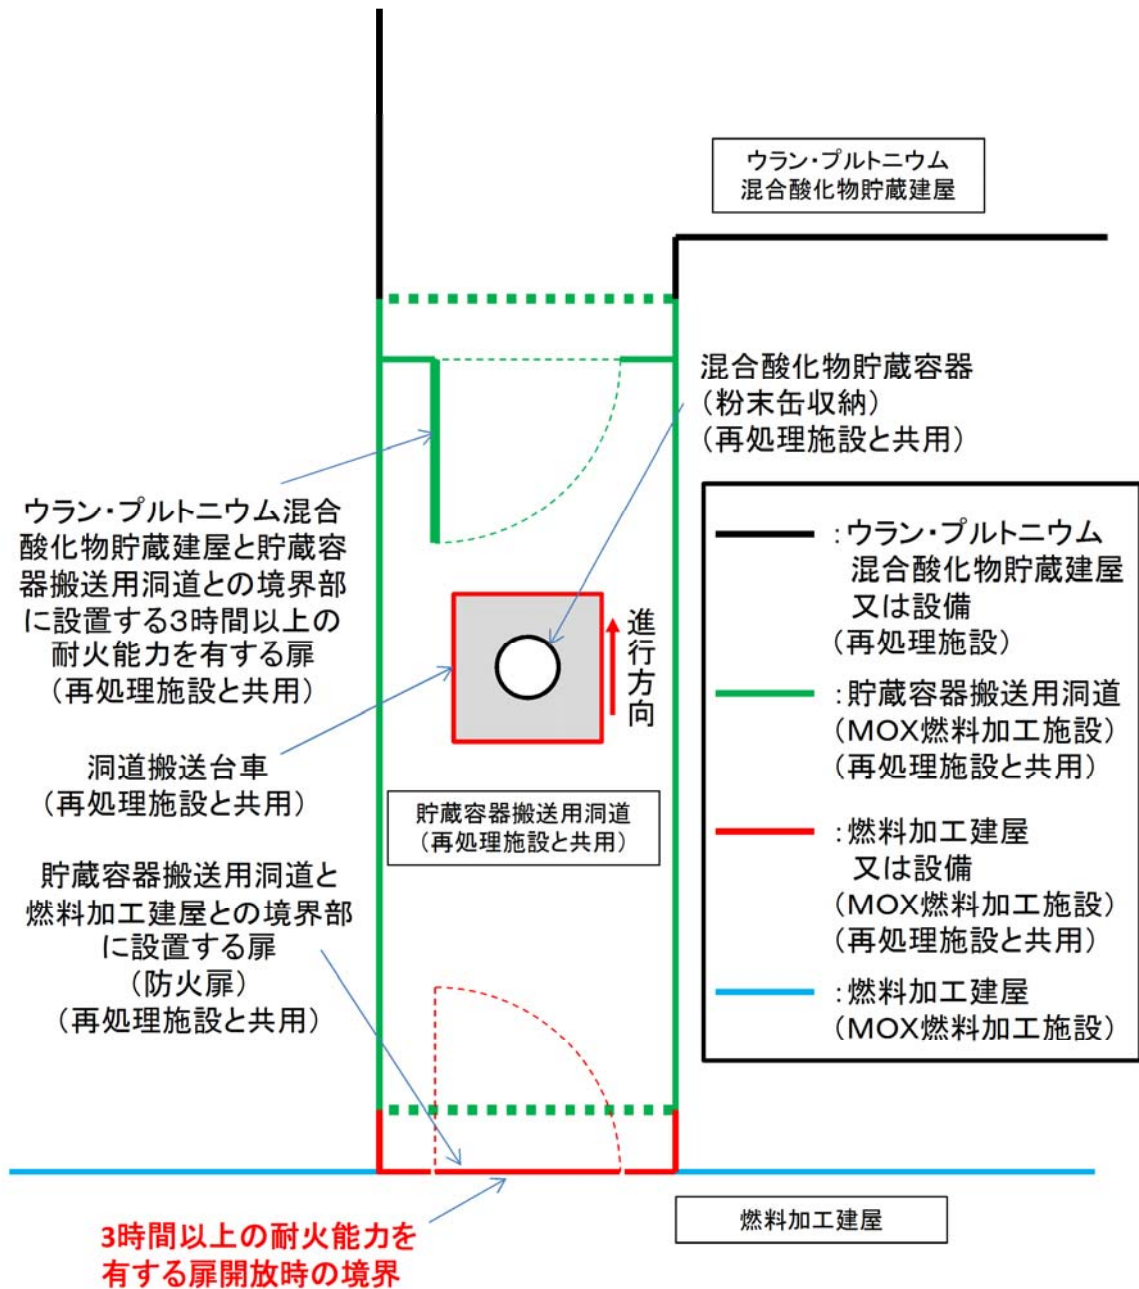 ウラン・プルトニウム
混合酸化物貯蔵建屋
混合酸化物貯蔵容器
（粉末缶収納）
（再処理施設と共用）
ウラン・プルトニウム混合
酸化物貯蔵建屋と貯蔵容
器搬送用洞道との境界部
に設置する３時間以上の
耐火能力を有する扉
（再処理施設と共用）
進行方向
洞道搬送台車
（再処理施設と共用）
貯蔵容器搬送用洞道
（再処理施設と共用）
貯蔵容器搬送用洞道と
燃料加工建屋との境界部
に設置する扉
（防火扉）
（再処理施設と共用）
：ウラン・プルトニウム
混合酸化物貯蔵建屋
又は設備
（再処理施設）
：貯蔵容器搬送用洞道
（ＭＯＸ燃料加工施設）
（再処理施設と共用）
：燃料加工建屋
又は設備
（ＭＯＸ燃料加工施設）
（再処理施設と共用）
：燃料加工建屋
（ＭＯＸ燃料加工施設）
燃料加工建屋
3時間以上の耐火能力を
有する扉開放時の境界